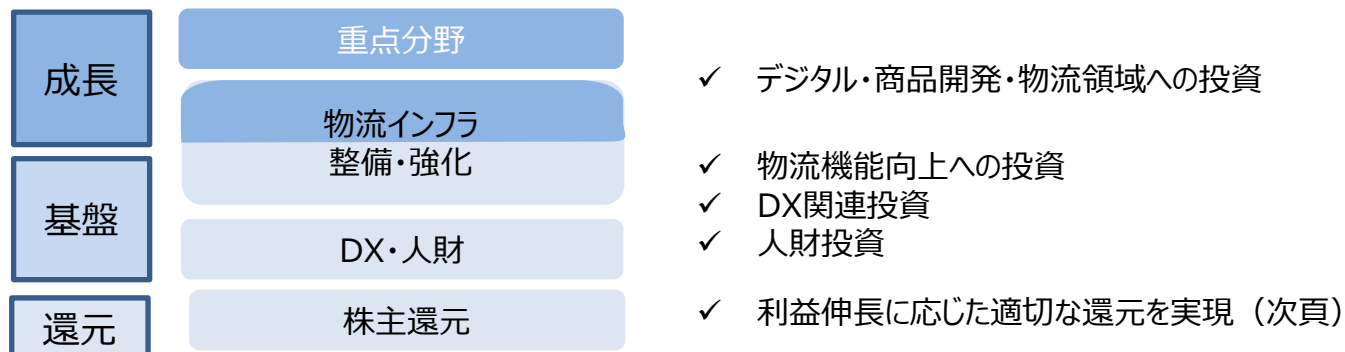 成長
重点分野
物流インフラ
整備・強化
✓ デジタル・商品開発・物流領域への投資
基盤
DX・人財
✓ 物流機能向上への投資
✓ DX関連投資
✓ 人財投資
還元
株主還元
✓ 利益伸長に応じた適切な還元を実現（次頁）